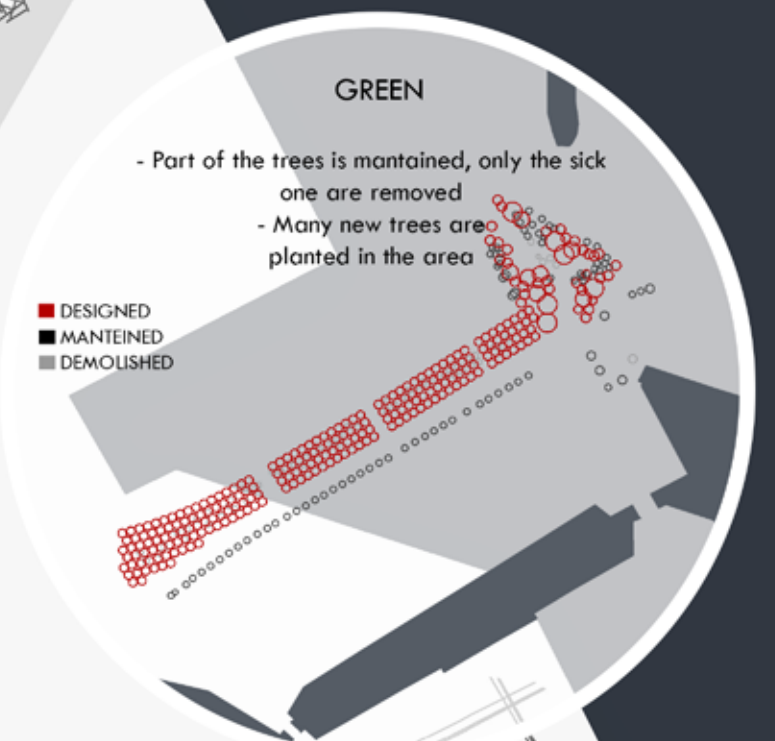 GREEN
- Part of the trees is mantained, only the sick
one are removed
- Many new trees are
planted in the area
DESIGNED
MANTEINED
DEMOLISHED